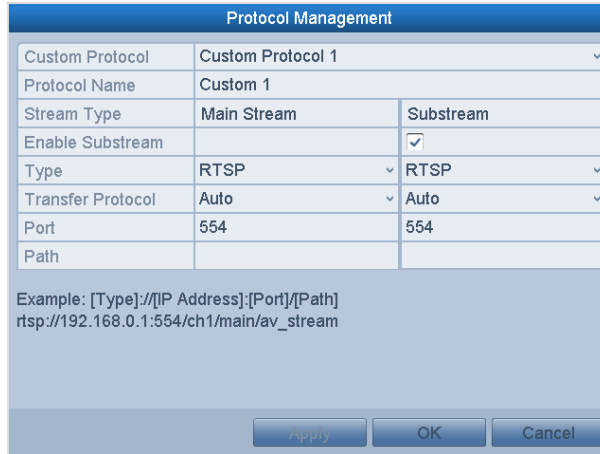 Protocol Management
Custom Protocol Custom Protocol 1
Protocol Name Custom 1
Stream Type Main Stream Substream
Enable Substream
Type RTSP RTSP
Transfer Protocol Auto Auto
Port 554 554
Path
Example: [Type]://[IP Address]:[Port]/[Path]
rtsp://192.168.0.1:554/ch1/main/av_stream
Apply OK Cancel